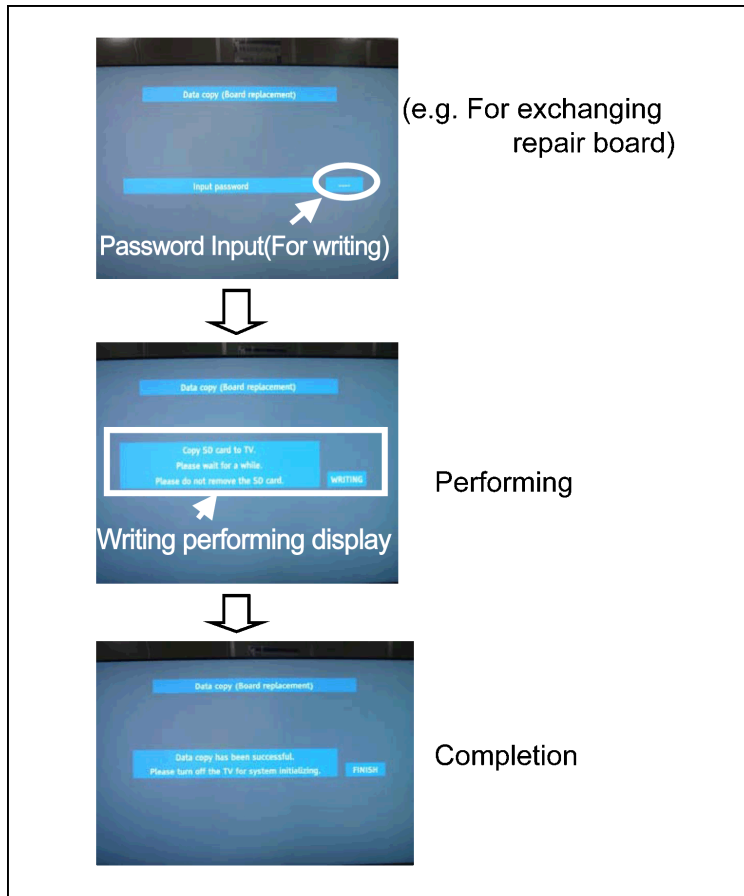 Data copy (Board replacement)
(e.g. For exchanging
repair board)
Input password
Password Input(For writing)
Data copy (Board replacement)
Copy SD card to TV.
Please wait for a while.
Please do not remove the SD card.
WRITING
Performing
Writing performing display
Data copy (Board replacement)
Data copy has been successful.
Please turn off the TV for system initializing.
FINISH
Completion